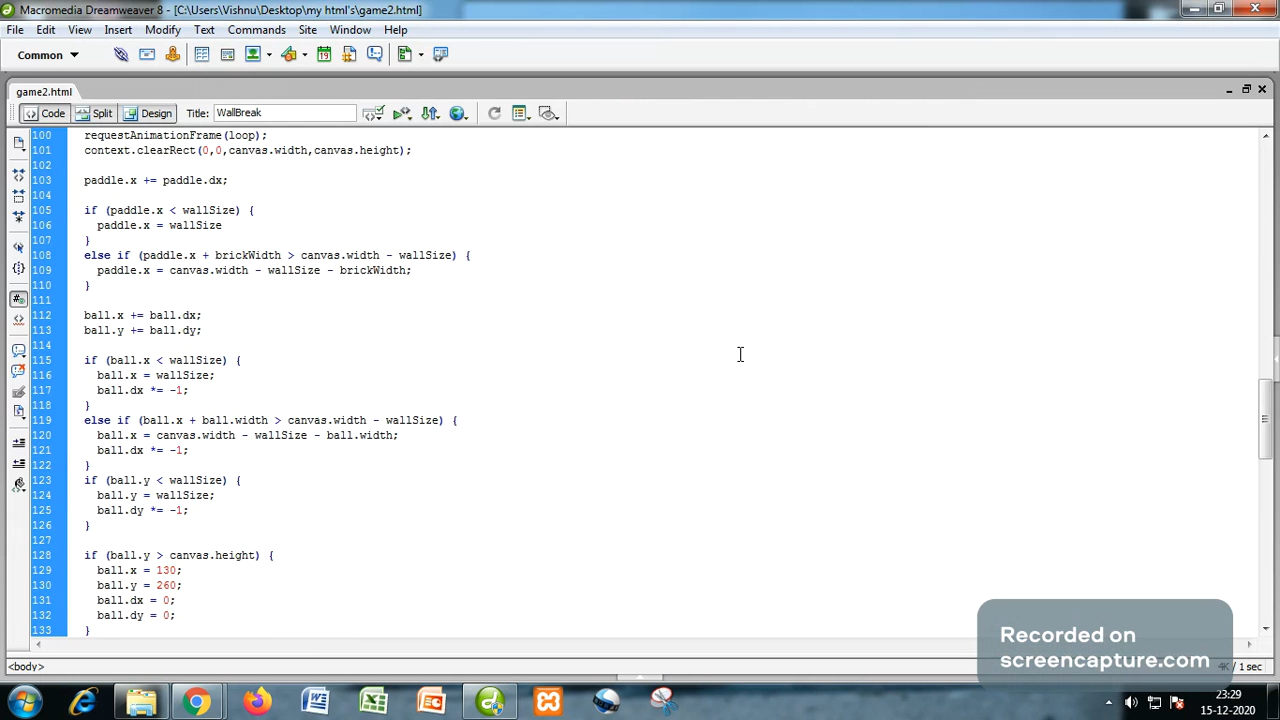 Macromedia Dreamweaver 8 - [C:\Users\Vishnu\Desktop\my html's\game2.html]
File Edit View Insert Modify Text Commands Site Window Help
Common
game2.html
Code Split Design Title: WallBreak
100 requestAnimationFrame(loop);
101 context.clearRect(0,0,canvas.width,canvas.height);
102
103 paddle.x += paddle.dx;
104
105 if (paddle.x < wallSize) {
106 paddle.x = wallSize
107 }
108 else if (paddle.x + brickWidth > canvas.width - wallSize) {
109 paddle.x = canvas.width - wallSize - brickWidth;
110 }
111
112 ball.x += ball.dx;
113 ball.y += ball.dy;
114
115 if (ball.x < wallSize) {
116 ball.x = wallSize;
117 ball.dx *= -1;
118 }
119 else if (ball.x + ball.width > canvas.width - wallSize) {
120 ball.x = canvas.width - wallSize - ball.width;
121 ball.dx *= -1;
122 }
123 if (ball.y < wallSize) {
124 ball.y = wallSize;
125 ball.dy *= -1;
126 }
127
128 if (ball.y > canvas.height) {
129 ball.x = 130;
130 ball.y = 260;
131 ball.dx = 0;
132 ball.dy = 0;
133 }
Recorded on
screencapture.com
<body> 4K / 1 sec
23:29
15-12-2020